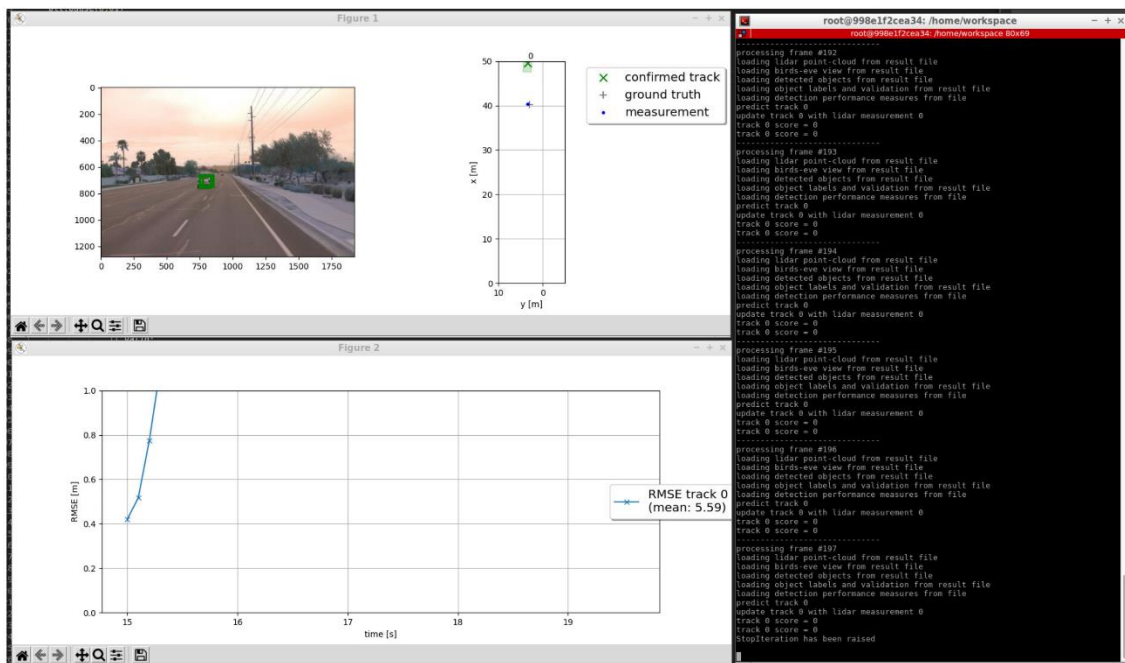 Figure 1
0
200
400
600
800
1000
1200
0
250
500
750
1000
1250
1500
1750
0
50
40
30
20
10
0
x [m]
10
0
y [m]
confirmed track
ground truth
measurement
Figure 2
1.0
0.8
0.6
0.4
0.2
0.0
RMSE [m]
15
16
17
18
19
time [s]
RMSE track 0
(mean: 5.59)
root@998e1f2cea34: /home/workspace
root@998e1f2cea34: /home/workspace 80x69
------------------------------
processing frame #192
loading lidar point-cloud from result file
loading birds-eve view from result file
loading detected objects from result file
loading object labels and validation from result file
loading detection performance measures from file
predict track 0
update track 0 with lidar measurement 0
track 0 score = 0
track 0 score = 0
------------------------------
processing frame #193
loading lidar point-cloud from result file
loading birds-eve view from result file
loading detected objects from result file
loading object labels and validation from result file
loading detection performance measures from file
predict track 0
update track 0 with lidar measurement 0
track 0 score = 0
track 0 score = 0
------------------------------
processing frame #194
loading lidar point-cloud from result file
loading birds-eve view from result file
loading detected objects from result file
loading object labels and validation from result file
loading detection performance measures from file
predict track 0
update track 0 with lidar measurement 0
track 0 score = 0
track 0 score = 0
------------------------------
processing frame #195
loading lidar point-cloud from result file
loading birds-eve view from result file
loading detected objects from result file
loading object labels and validation from result file
loading detection performance measures from file
predict track 0
update track 0 with lidar measurement 0
track 0 score = 0
track 0 score = 0
------------------------------
processing frame #196
loading lidar point-cloud from result file
loading birds-eve view from result file
loading detected objects from result file
loading object labels and validation from result file
loading detection performance measures from file
predict track 0
update track 0 with lidar measurement 0
track 0 score = 0
track 0 score = 0
------------------------------
processing frame #197
loading lidar point-cloud from result file
loading birds-eve view from result file
loading detected objects from result file
loading object labels and validation from result file
loading detection performance measures from file
predict track 0
update track 0 with lidar measurement 0
track 0 score = 0
track 0 score = 0
StopIteration has been raised